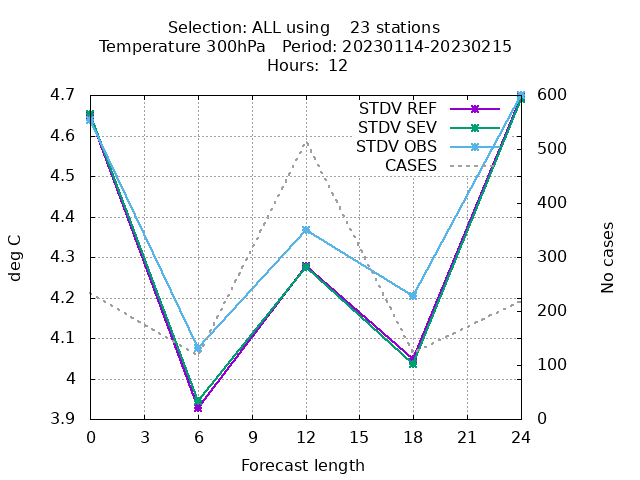 Selection: ALL using    23 stations
Temperature 300hPa   Period: 20230114-20230215
Hours: 12
STDV REF
STDV SEV
STDV OBS
CASES
4.7
4.6
4.5
4.4
4.3
4.2
4.1
4
3.9
600
500
400
300
200
100
0
deg C
No cases
0 3 6 9 12 15 18 21 24
Forecast length